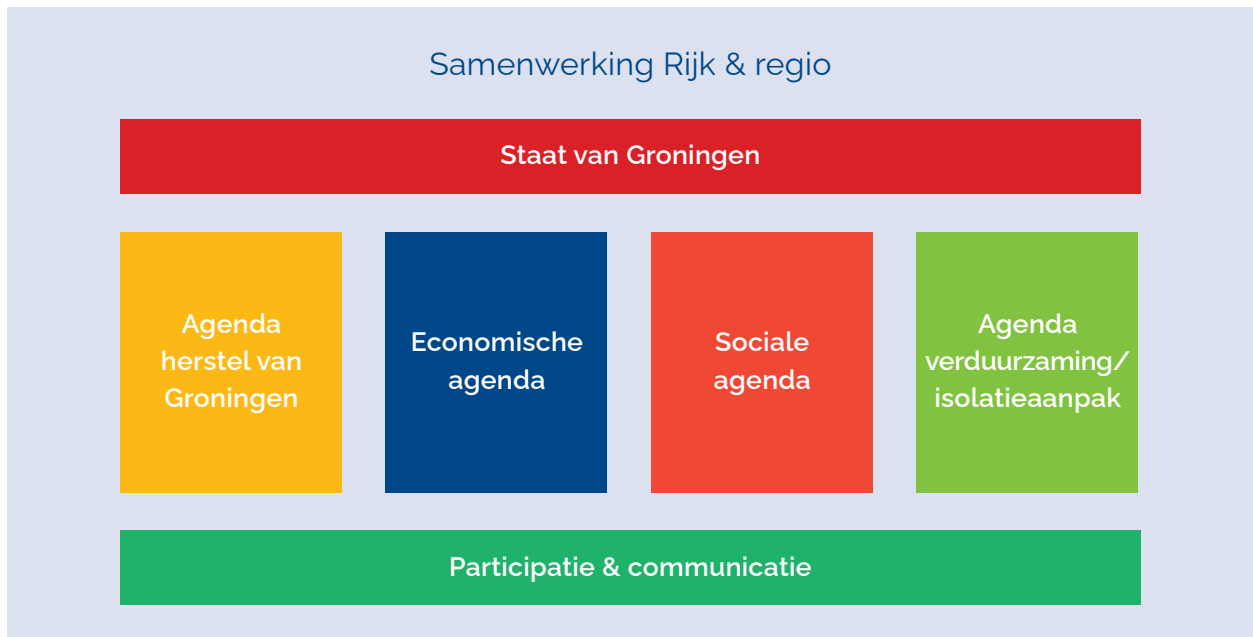 Samenwerking Rijk & regio
Staat van Groningen
Agenda
herstel van
Groningen
Economische
agenda
Sociale
agenda
Agenda
verduurzaming/
isolatieaanpak
Participatie & communicatie